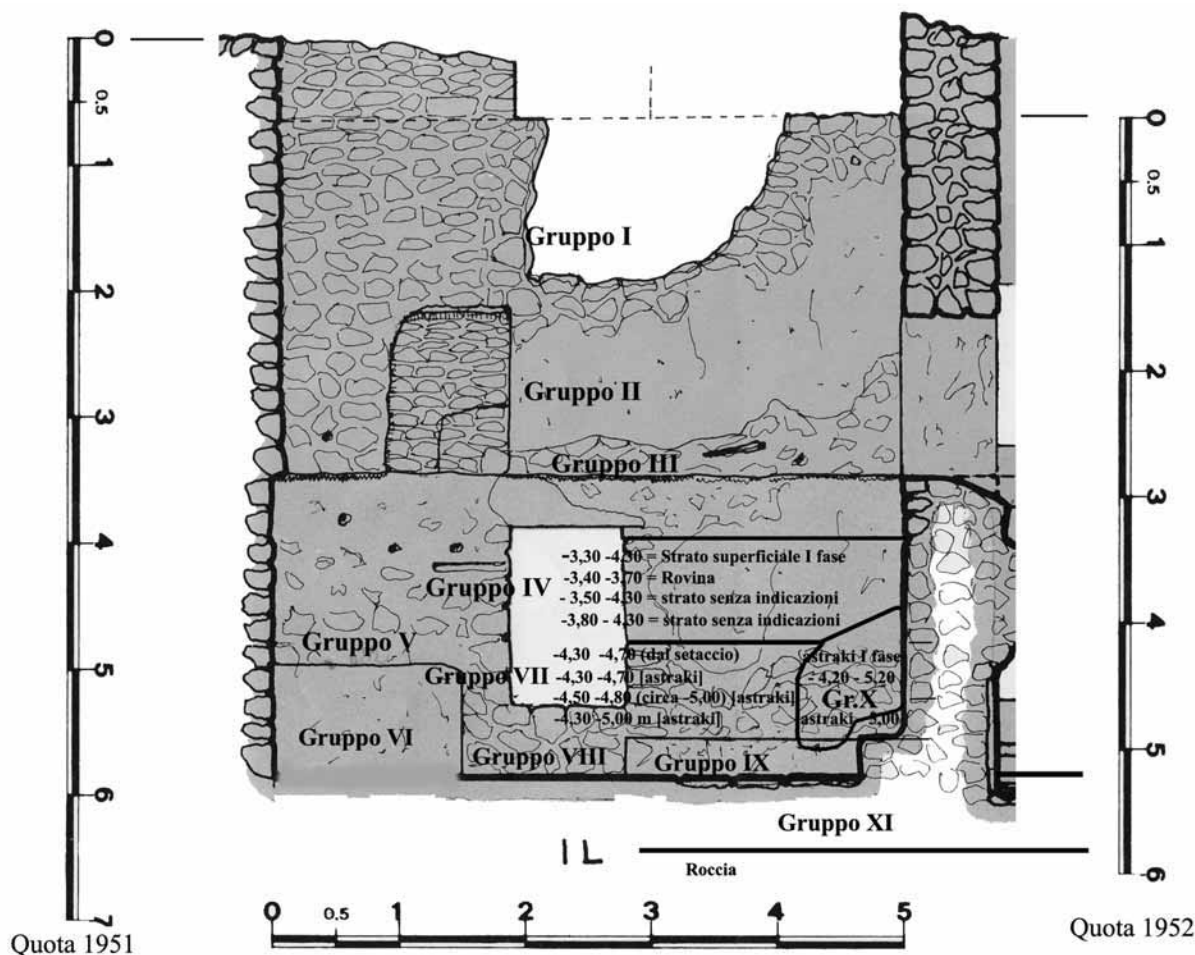 0
0.5
1
2
3
4
5
6
7
Quota 1951
0
0.5
1
2
3
4
5
6
Quota 1952
Gruppo I
Gruppo II
Gruppo III
Gruppo IV
-3,30 -4,30 = Strato superficiale I fase
-3,40 -3,70 = Rovina
- 3,50 -4,30 = strato senza indicazioni
-3,80 - 4,30 = strato senza indicazioni
Gruppo V
Gruppo VII
-4,30 -4,70 (dal setaccio)
-4,30 -4,70 [astraki]
-4,50 -4,80 (circa -5,00) [astraki]
-4,30 -5,00 m [astraki]
astraki I fase
- 4,20 - 5,20
Gr.X
astraki - 5,00
Gruppo VI
Gruppo VIII
Gruppo IX
Gruppo XI
IL
Roccia
0 0.5 1 2 3 4 5